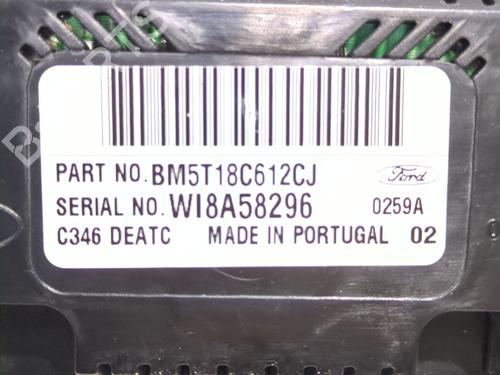 PART NO. BM5T18C612CJ
Ford
SERIAL NO. WI8A58296 0259A
C346 DEATC MADE IN PORTUGAL 02